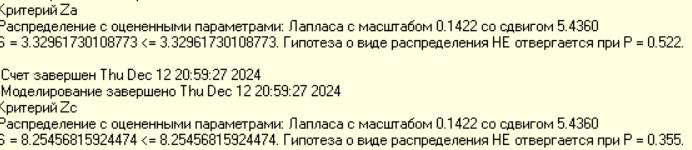 Критерий Za
Распределение с оцененными параметрами: Лапласа с масштабом 0.1422 со сдвигом 5.4360
S = 3.32961730108773 <= 3.32961730108773. Гипотеза о виде распределения НЕ отвергается при P = 0.522.
Счет завершен Thu Dec 12 20:59:27 2024
Моделирование завершено Thu Dec 12 20:59:27 2024
Критерий Zc
Распределение с оцененными параметрами: Лапласа с масштабом 0.1422 со сдвигом 5.4360
S = 8.25456815924474 <= 8.25456815924474. Гипотеза о виде распределения НЕ отвергается при P = 0.355.